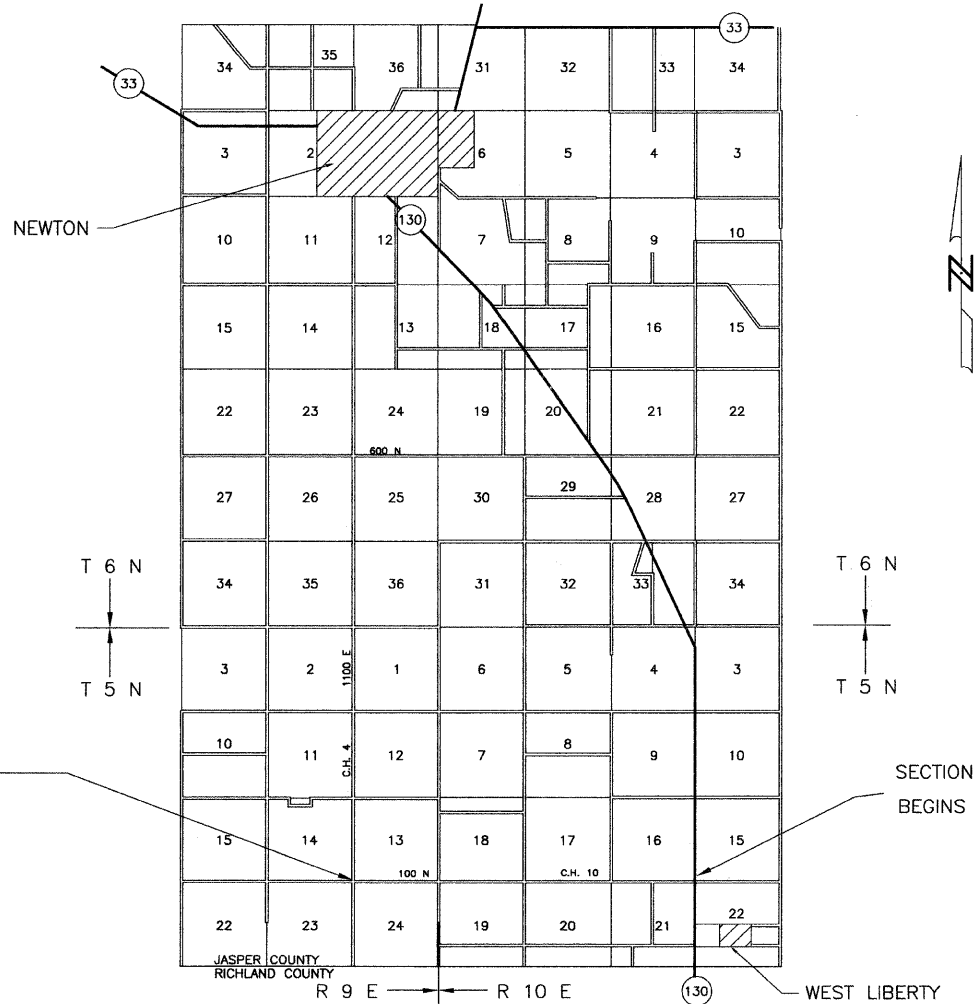 33
34 35 36 31 32 33 34
33
3 2 6 5 4 3
NEWTON
130
10 11 12 7 8 9 10
N
15 14 13 18 17 16 15
22 23 24 19 20 21 22
600 N
27 26 25 30 29 28 27
T 6 N
T 6 N
34 35 36 31 32 33 34
T 5 N
T 5 N
3 2 1 6 5 4 3
1100 E
10 11 12 7 8 9 10
C.H. 4
SECTION
BEGINS
15 14 13 18 17 16 15
100 N
C.H. 10
22 23 24 19 20 21 22
JASPER COUNTY
RICHLAND COUNTY
R 9 E R 10 E
130
WEST LIBERTY